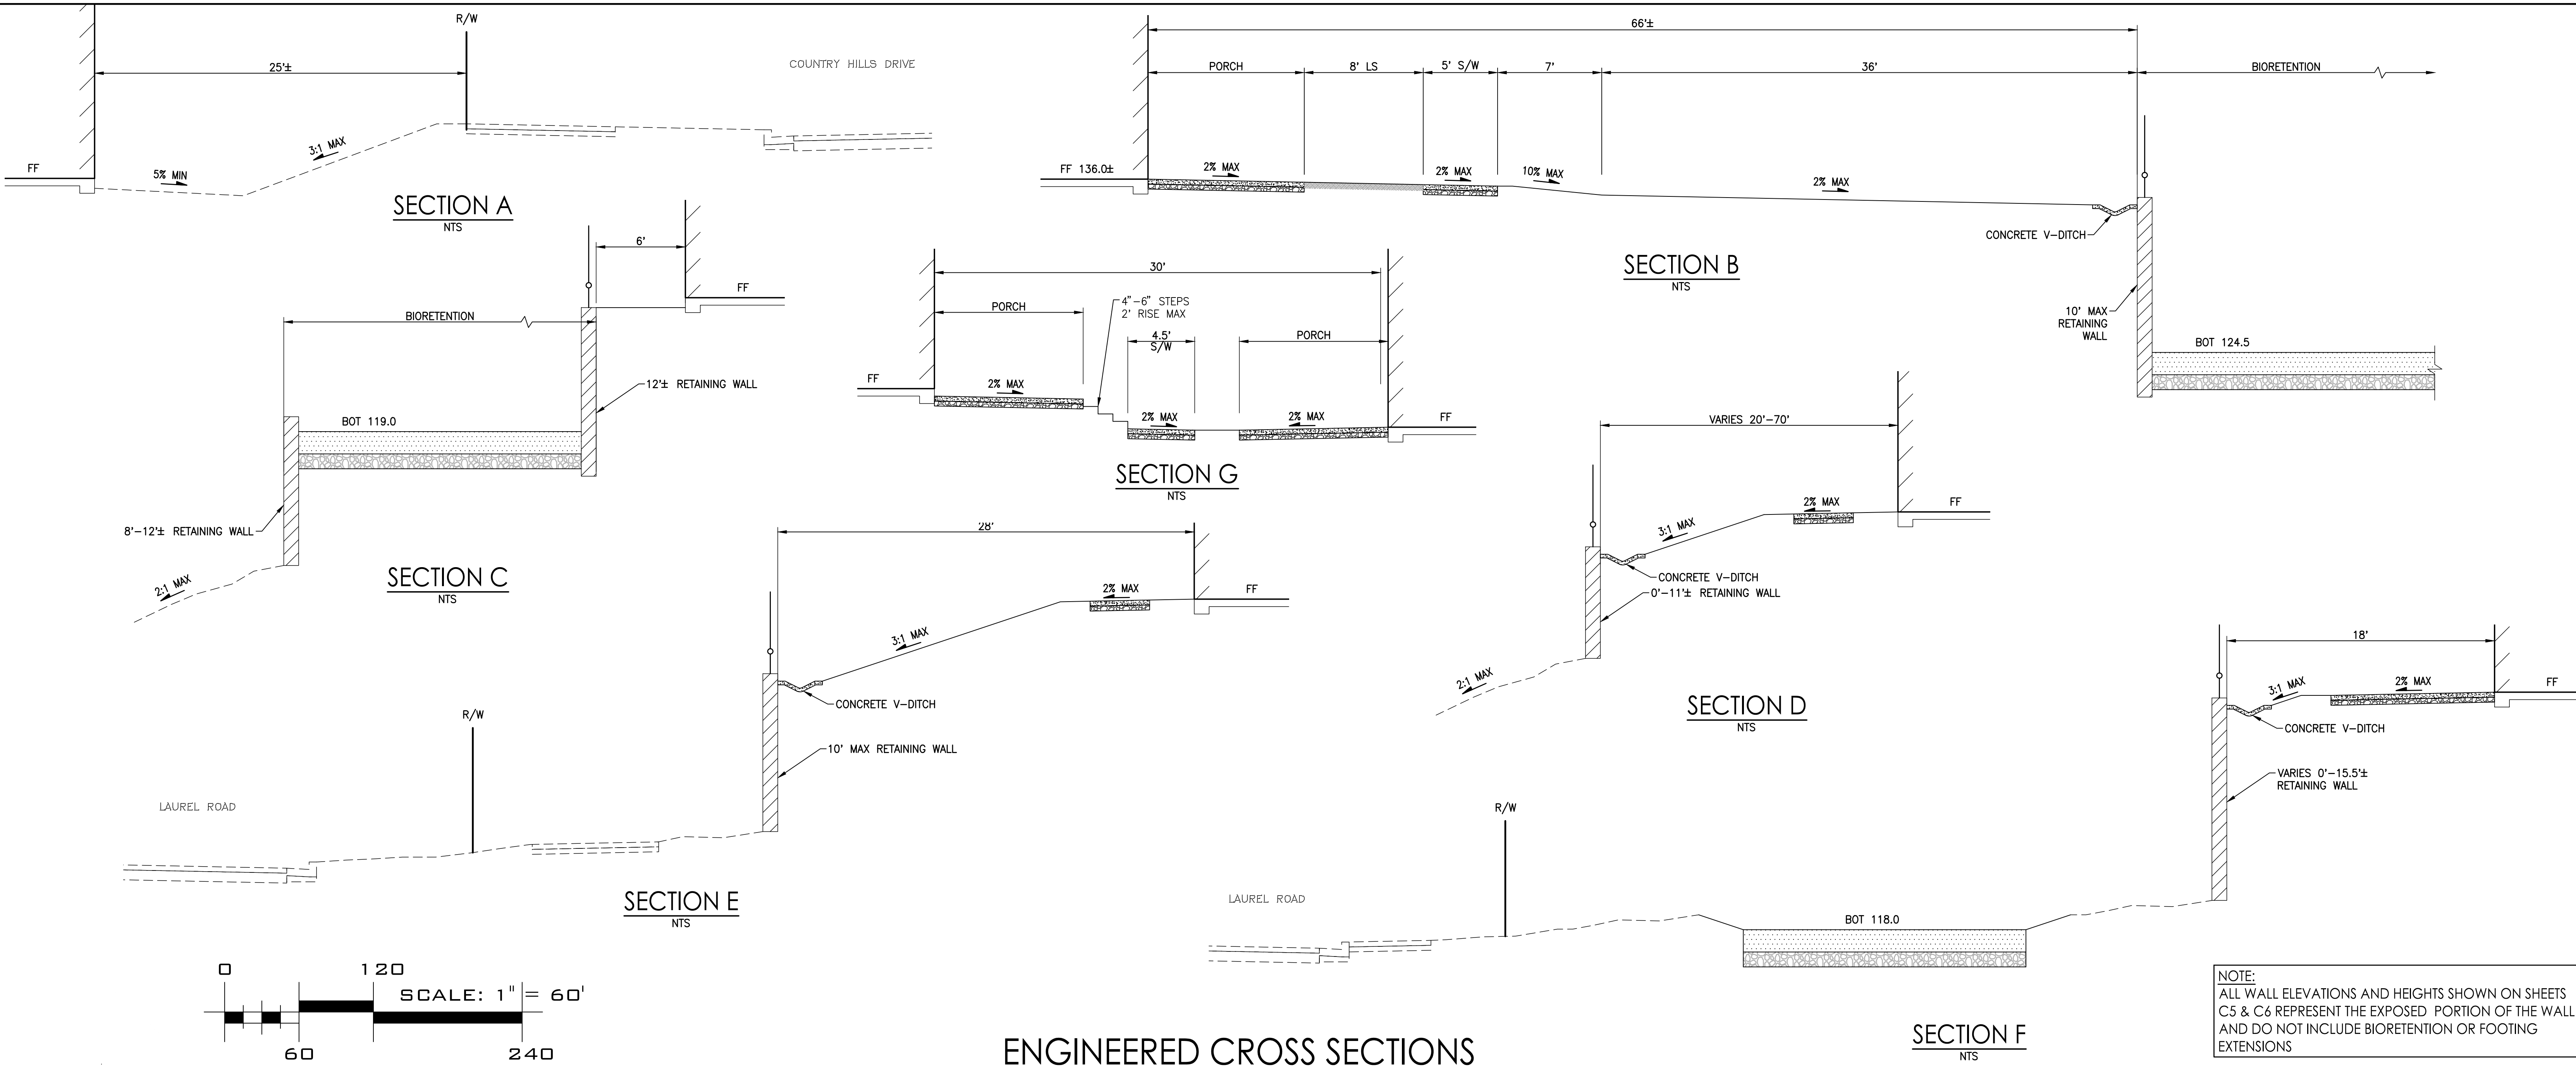 R/W
25'±
COUNTRY HILLS DRIVE
3:1 MAX
FF
5% MIN
SECTION A
NTS
66'±
PORCH
8' LS
5' S/W
7'
36'
BIORETENTION
FF 136.0±
2% MAX
2% MAX
10% MAX
2% MAX
CONCRETE V-DITCH
SECTION B
NTS
10' MAX
RETAINING
WALL
BOT 124.5
6'
FF
BIORETENTION
12'± RETAINING WALL
BOT 119.0
8'-12'± RETAINING WALL
2:1 MAX
SECTION C
NTS
30'
PORCH
4"-6" STEPS
2' RISE MAX
4.5'
S/W
PORCH
FF
2% MAX
2% MAX
2% MAX
FF
SECTION G
NTS
VARIES 20'-70'
2% MAX
FF
3:1 MAX
CONCRETE V-DITCH
0'-11'± RETAINING WALL
2:1 MAX
SECTION D
NTS
28'
2% MAX
FF
3:1 MAX
CONCRETE V-DITCH
10' MAX RETAINING WALL
R/W
LAUREL ROAD
SECTION E
NTS
18'
3:1 MAX
2% MAX
FF
CONCRETE V-DITCH
VARIES 0'-15.5'±
RETAINING WALL
R/W
LAUREL ROAD
BOT 118.0
SECTION F
NTS
0
120
SCALE: 1" = 60'
60
240
ENGINEERED CROSS SECTIONS
NOTE:
ALL WALL ELEVATIONS AND HEIGHTS SHOWN ON SHEETS
C5 & C6 REPRESENT THE EXPOSED PORTION OF THE WALL
AND DO NOT INCLUDE BIORETENTION OR FOOTING
EXTENSIONS